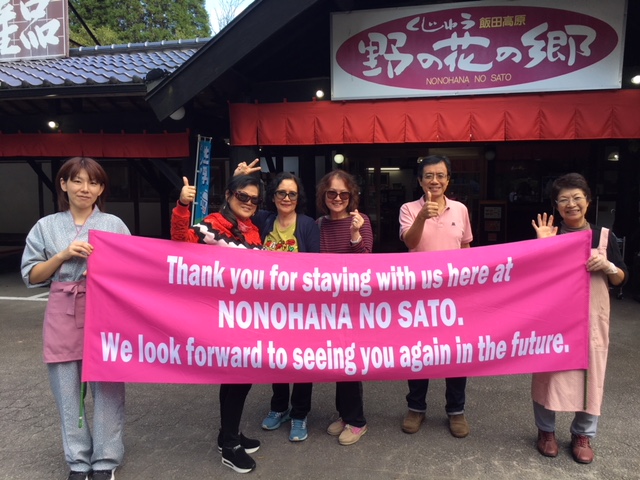 くじゅう 飯田高原
野の花の郷
NONOHANA NO SATO
Thank you for staying with us here at
NONOHANA NO SATO.
We look forward to seeing you again in the future.